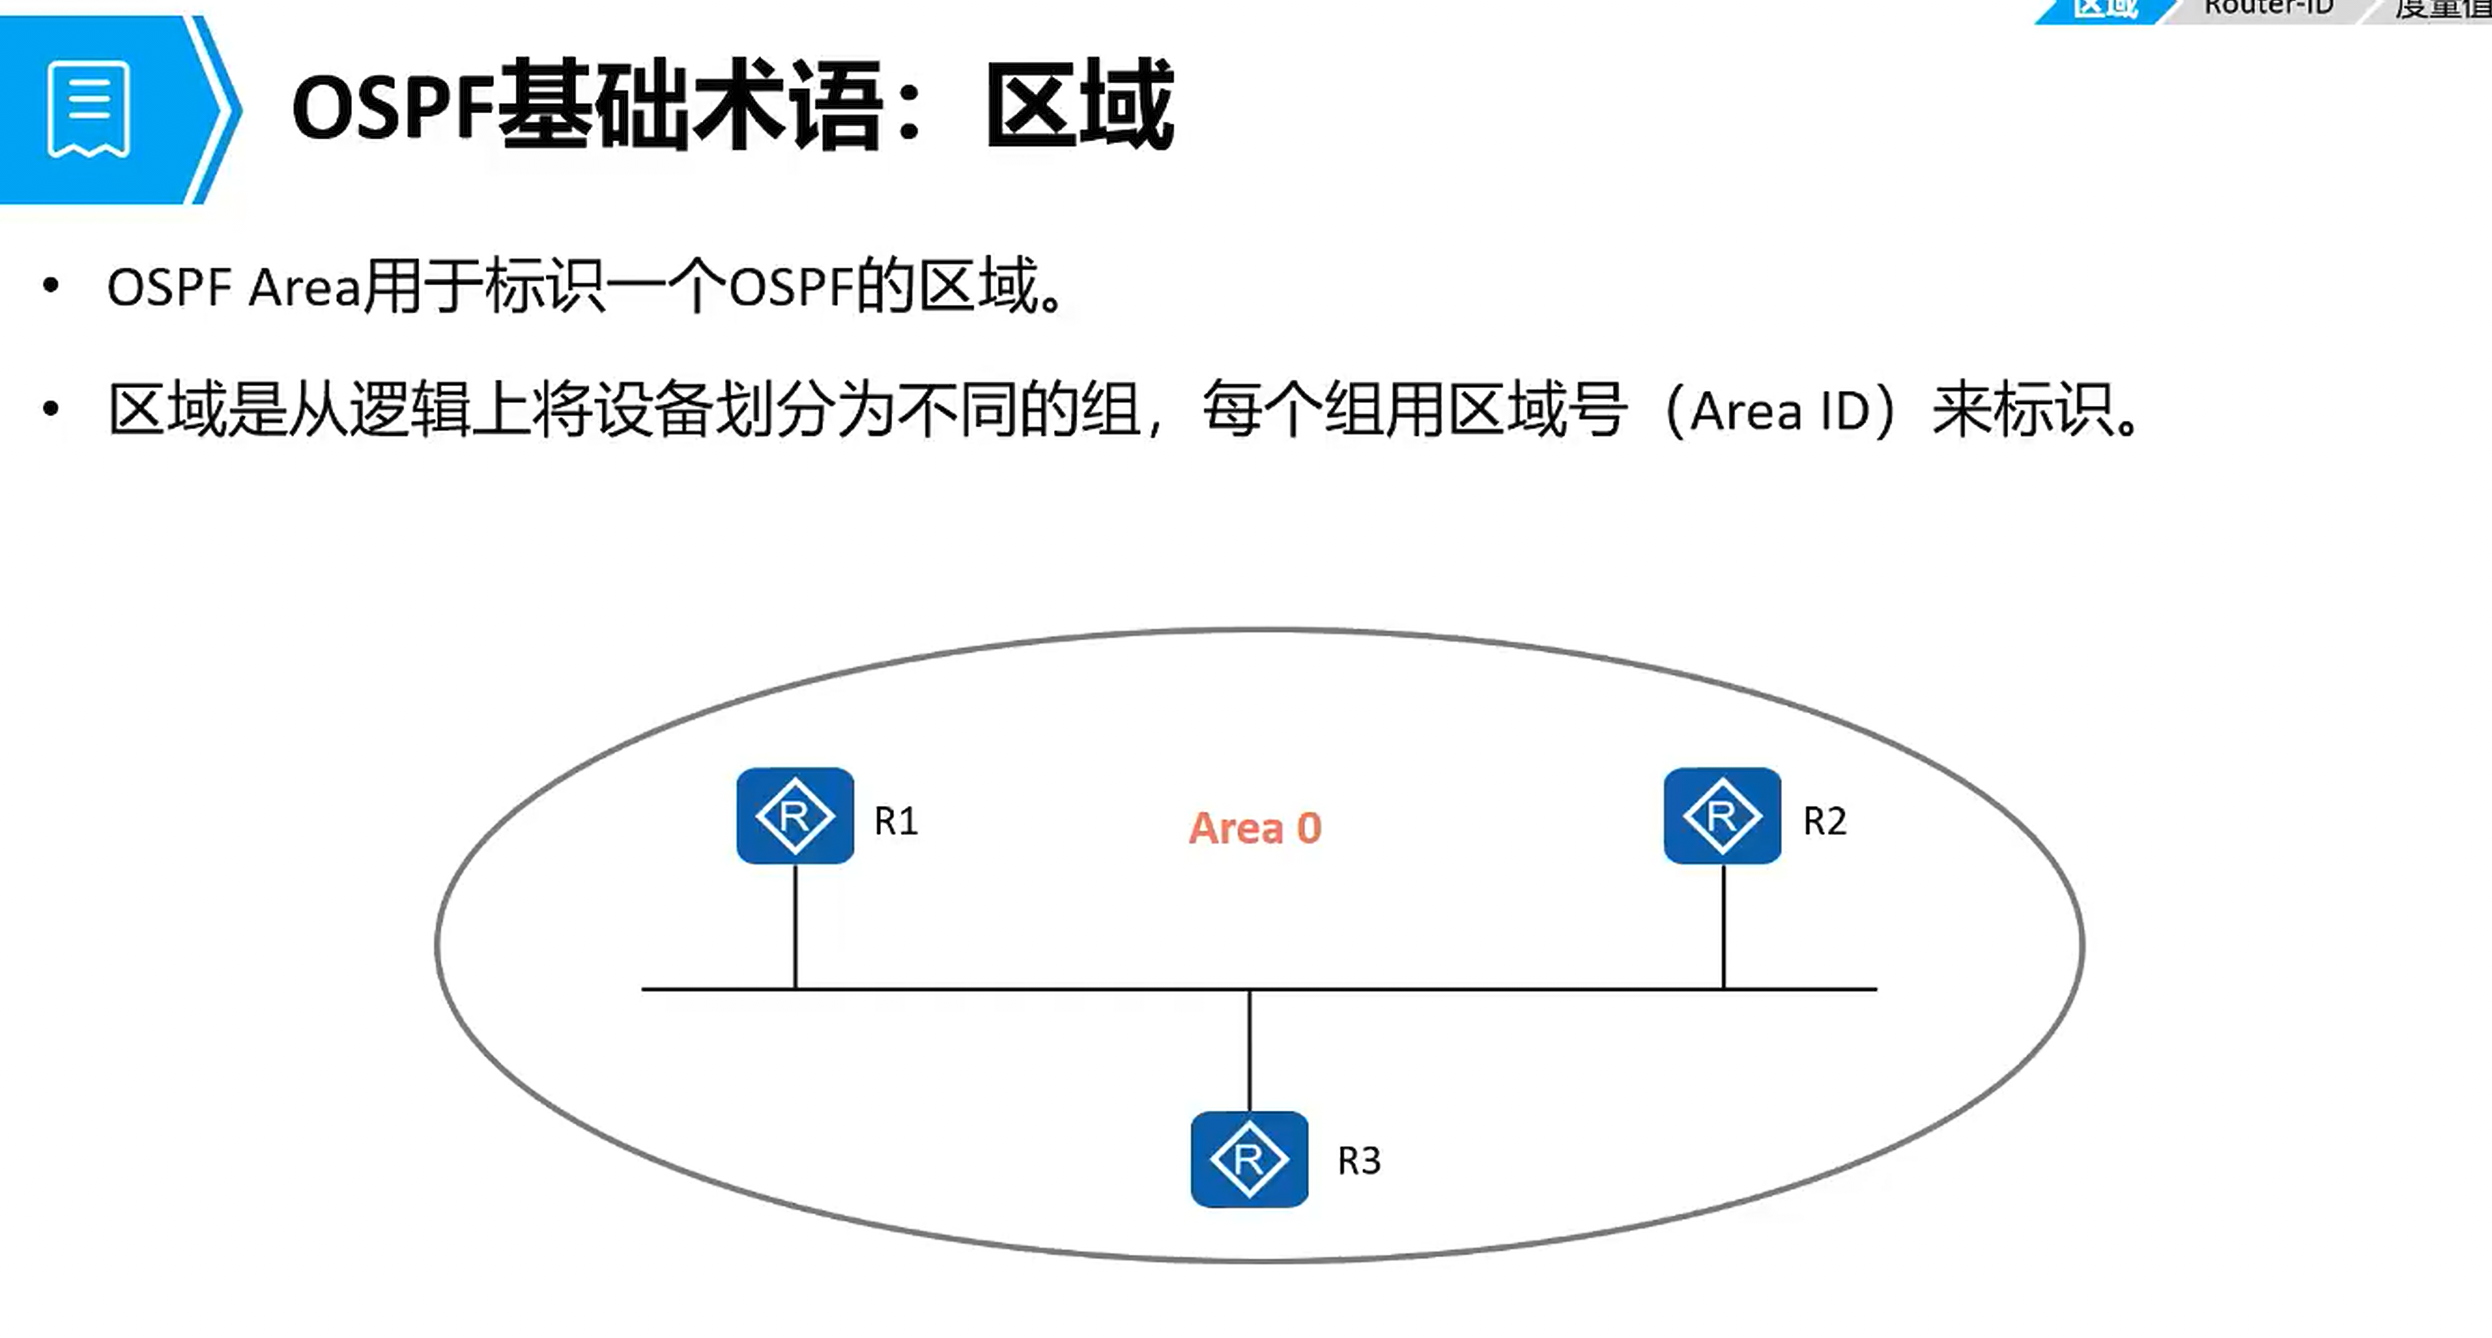 区域 Router-ID 度量值
OSPF基础术语：区域
• OSPF Area用于标识一个OSPF的区域。
• 区域是从逻辑上将设备划分为不同的组，每个组用区域号（Area ID）来标识。
R R1 Area 0 R R2
R R3